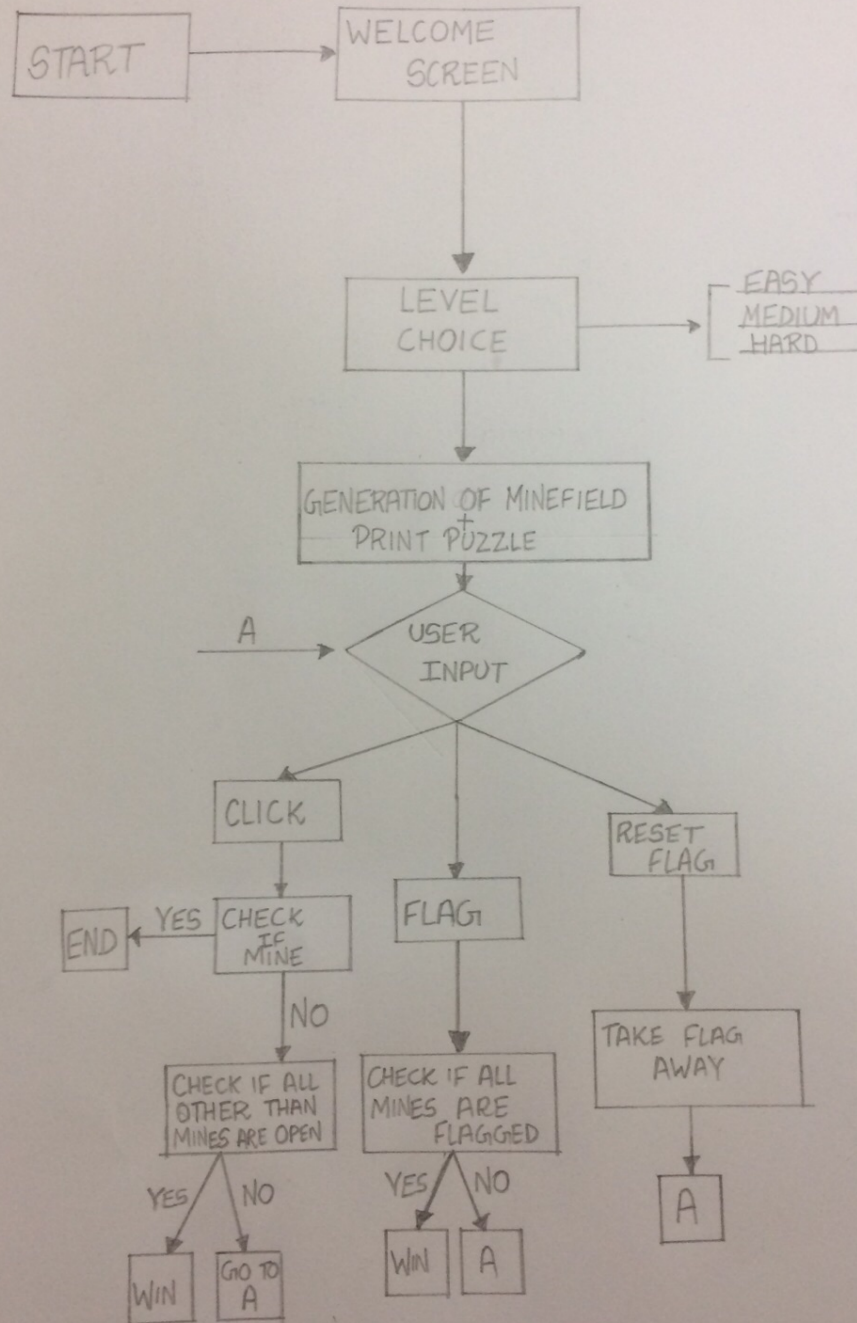 START
WELCOME
SCREEN
LEVEL
CHOICE
EASY
MEDIUM
HARD
GENERATION OF MINEFIELD
+
PRINT PUZZLE
A
USER
INPUT
CLICK
RESET
FLAG
FLAG
CHECK
IF
MINE
YES
END
NO
TAKE FLAG
AWAY
CHECK IF ALL
OTHER THAN
MINES ARE OPEN
CHECK IF ALL
MINES ARE
FLAGGED
YES
NO
YES
NO
A
WIN
GO TO
A
WIN
A